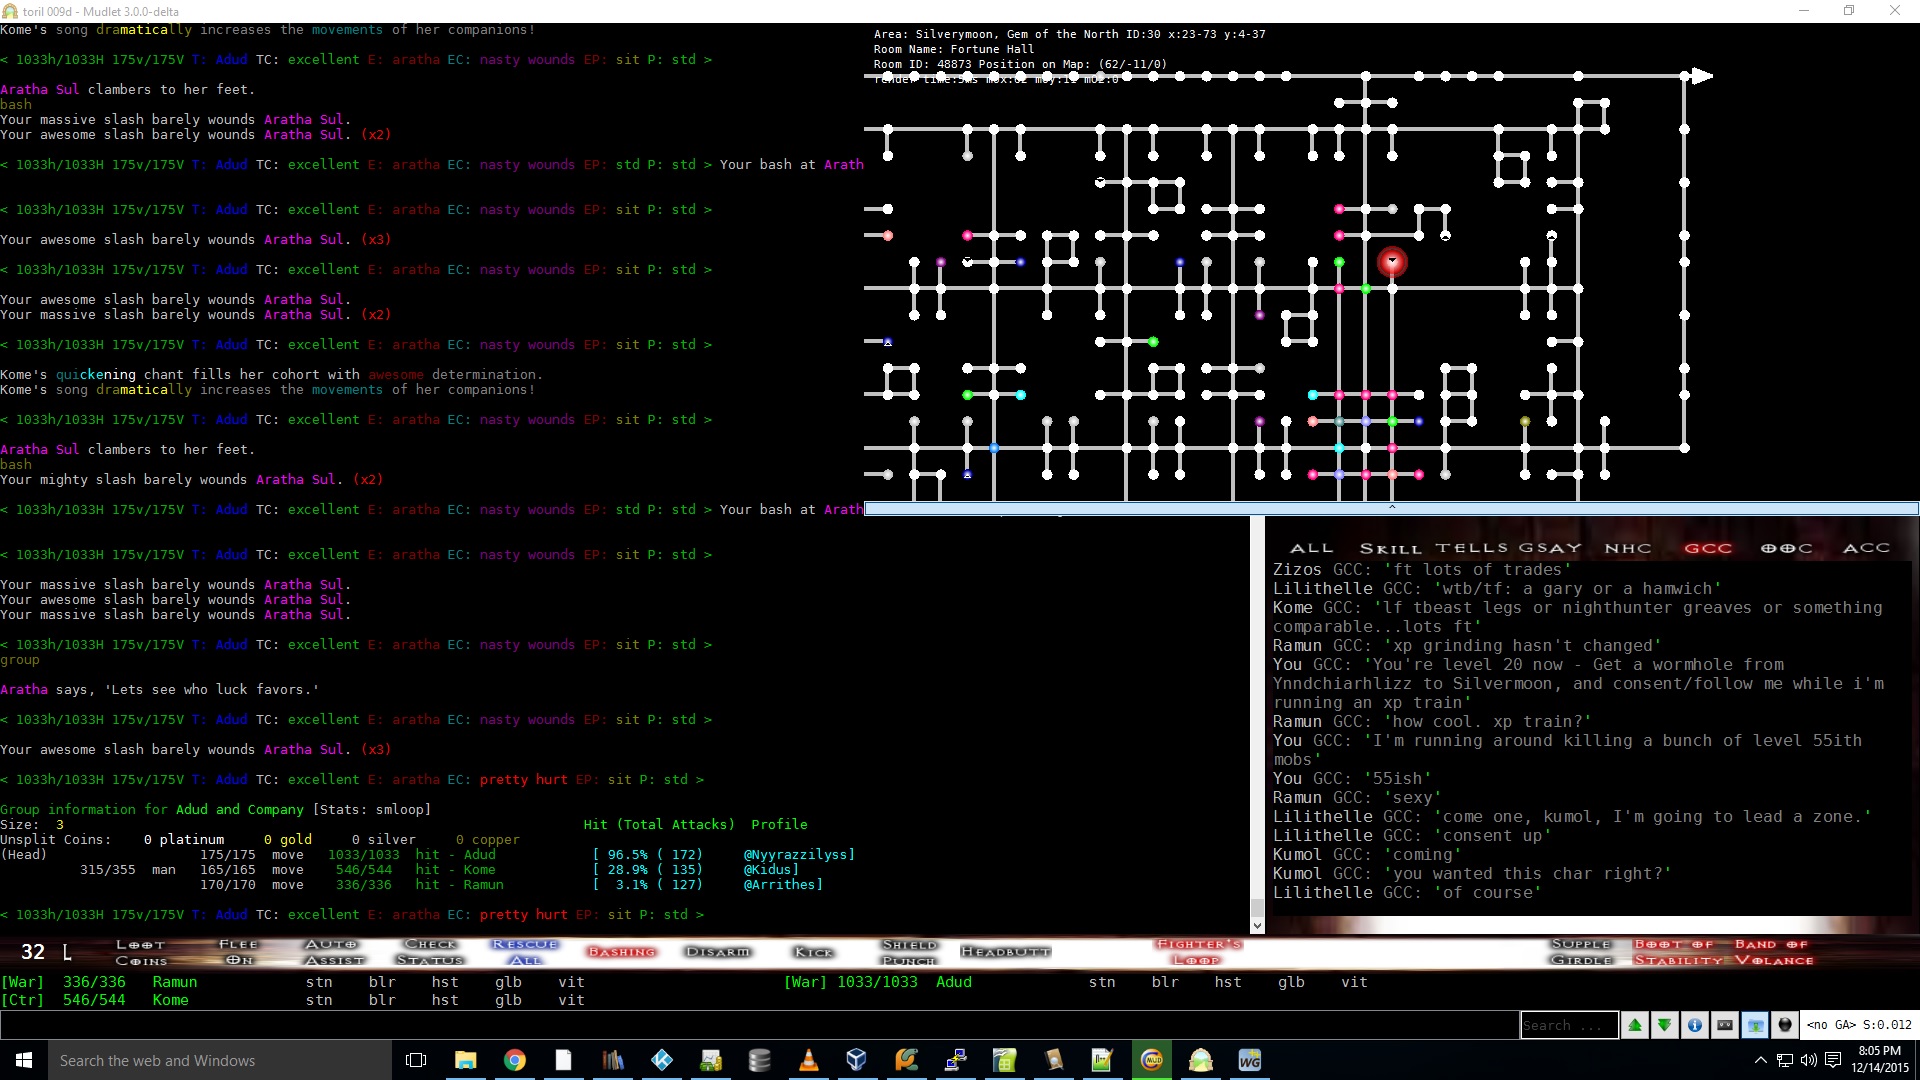 toril 009d - Mudlet 3.0.0-delta
Kome's song dramatically increases the movements of her companions!
< 1033h/1033H 175v/175V T: Adud TC: excellent E: aratha EC: nasty wounds EP: sit P: std >
Aratha Sul clambers to her feet.
bash
Your massive slash barely wounds Aratha Sul.
Your awesome slash barely wounds Aratha Sul. (x2)
< 1033h/1033H 175v/175V T: Adud TC: excellent E: aratha EC: nasty wounds EP: std P: std > Your bash at Arath
< 1033h/1033H 175v/175V T: Adud TC: excellent E: aratha EC: nasty wounds EP: sit P: std >
Your awesome slash barely wounds Aratha Sul. (x3)
< 1033h/1033H 175v/175V T: Adud TC: excellent E: aratha EC: nasty wounds EP: sit P: std >
Your awesome slash barely wounds Aratha Sul.
Your massive slash barely wounds Aratha Sul. (x2)
< 1033h/1033H 175v/175V T: Adud TC: excellent E: aratha EC: nasty wounds EP: sit P: std >
Kome's quickening chant fills her cohort with awesome determination.
Kome's song dramatically increases the movements of her companions!
< 1033h/1033H 175v/175V T: Adud TC: excellent E: aratha EC: nasty wounds EP: sit P: std >
Aratha Sul clambers to her feet.
bash
Your mighty slash barely wounds Aratha Sul. (x2)
< 1033h/1033H 175v/175V T: Adud TC: excellent E: aratha EC: nasty wounds EP: std P: std > Your bash at Arath
< 1033h/1033H 175v/175V T: Adud TC: excellent E: aratha EC: nasty wounds EP: sit P: std >
Your massive slash barely wounds Aratha Sul.
Your awesome slash barely wounds Aratha Sul.
Your massive slash barely wounds Aratha Sul.
< 1033h/1033H 175v/175V T: Adud TC: excellent E: aratha EC: nasty wounds EP: sit P: std >
group
Aratha says, 'Lets see who luck favors.'
< 1033h/1033H 175v/175V T: Adud TC: excellent E: aratha EC: nasty wounds EP: sit P: std >
Your awesome slash barely wounds Aratha Sul. (x3)
< 1033h/1033H 175v/175V T: Adud TC: excellent E: aratha EC: pretty hurt EP: sit P: std >
Group information for Adud and Company [Stats: smloop]
Size: 3 Hit (Total Attacks) Profile
Unsplit Coins: 0 platinum 0 gold 0 silver 0 copper
(Head) 175/175 move 1033/1033 hit - Adud [ 96.5% ( 172) @Nyyrazzilyss]
315/355 man 165/165 move 546/544 hit - Kome [ 28.9% ( 135) @Kidus]
170/170 move 336/336 hit - Ramun [ 3.1% ( 127) @Arrithes]
< 1033h/1033H 175v/175V T: Adud TC: excellent E: aratha EC: pretty hurt EP: sit P: std >
Area: Silverymoon, Gem of the North ID:30 x:23-73 y:4-37
Room Name: Fortune Hall
Room ID: 48873 Position on Map: (62/-11/0)
ALL SKILL TELLS GSAY NHC GCC OOC ACC
Zizos GCC: 'ft lots of trades'
Lilithelle GCC: 'wtb/tf: a gary or a hamwich'
Kome GCC: 'lf tbeast legs or nighthunter greaves or something
comparable...lots ft'
Ramun GCC: 'xp grinding hasn't changed'
You GCC: 'You're level 20 now - Get a wormhole from
Ynndchiarhlizz to Silvermoon, and consent/follow me while i'm
running an xp train'
Ramun GCC: 'how cool. xp train?'
You GCC: 'I'm running around killing a bunch of level 55ith
mobs'
You GCC: '55ish'
Ramun GCC: 'sexy'
Lilithelle GCC: 'come one, kumol, I'm going to lead a zone.'
Lilithelle GCC: 'consent up'
Kumol GCC: 'coming'
Kumol GCC: 'you wanted this char right?'
Lilithelle GCC: 'of course'
32 L LOOT COINS FLEE ON AUTO ASSIST CHECK STATUS RESCUE ALL BASHING DISARM KICK SHIELD PUNCH HEADBUTT FIGHTER'S LOOP SUPPLE GIRDLE BOOT OF STABILITY BAND OF VOLANCE
[War] 336/336 Ramun stn blr hst glb vit [War] 1033/1033 Adud stn blr hst glb vit
[Ctr] 546/544 Kome stn blr hst glb vit
Search ... <no GA> S:0.012
Search the web and Windows
MUD
WG
8:05 PM
12/14/2015